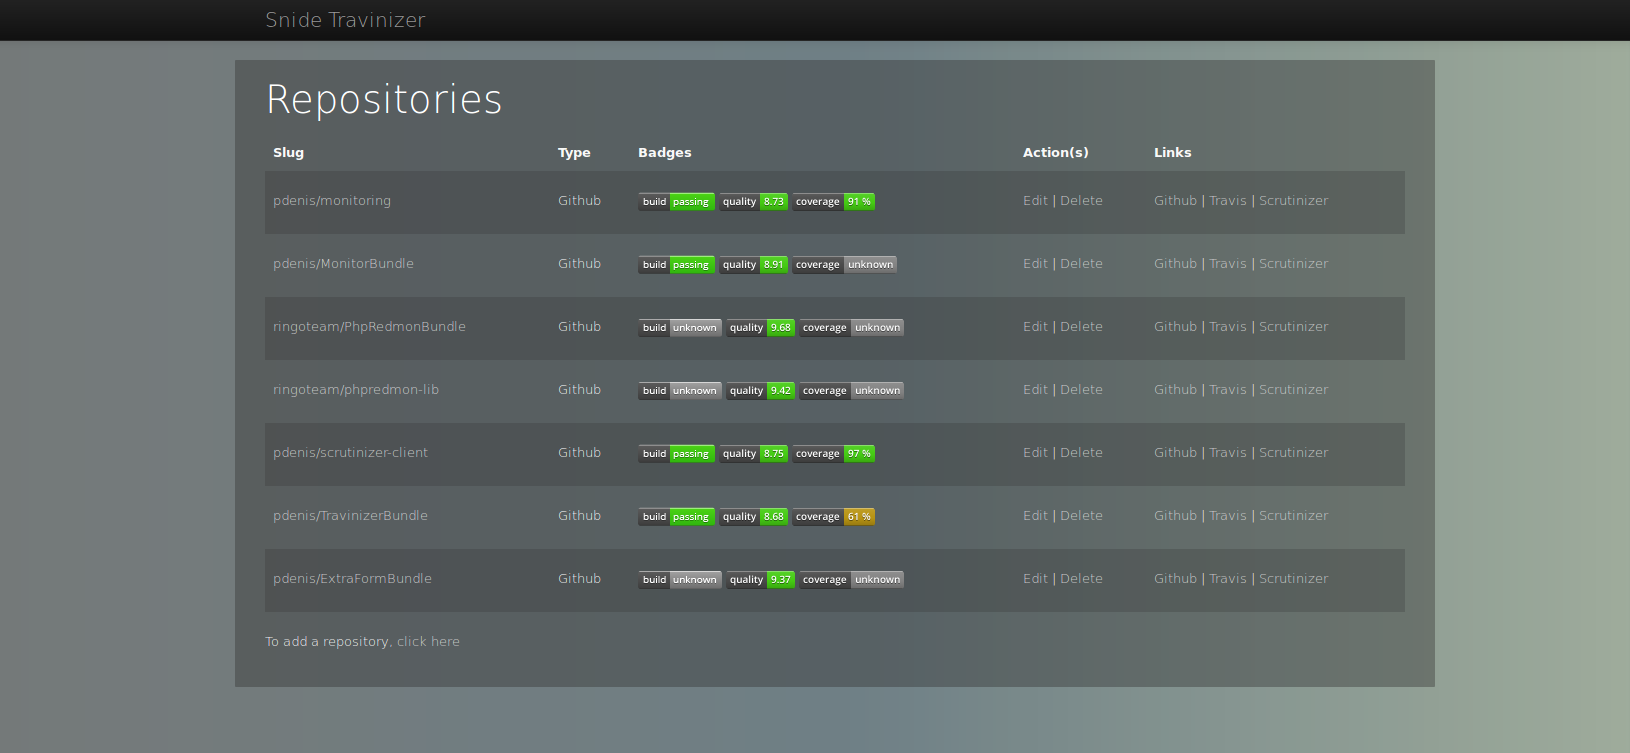 Snide Travinizer
Repositories
Slug Type Badges Action(s) Links
pdenis/monitoring Github build passing quality 8.73 coverage 91 % Edit | Delete Github | Travis | Scrutinizer
pdenis/MonitorBundle Github build passing quality 8.91 coverage unknown Edit | Delete Github | Travis | Scrutinizer
ringoteam/PhpRedmonBundle Github build unknown quality 9.68 coverage unknown Edit | Delete Github | Travis | Scrutinizer
ringoteam/phpredmon-lib Github build unknown quality 9.42 coverage unknown Edit | Delete Github | Travis | Scrutinizer
pdenis/scrutinizer-client Github build passing quality 8.75 coverage 97 % Edit | Delete Github | Travis | Scrutinizer
pdenis/TravinizerBundle Github build passing quality 8.68 coverage 61 % Edit | Delete Github | Travis | Scrutinizer
pdenis/ExtraFormBundle Github build unknown quality 9.37 coverage unknown Edit | Delete Github | Travis | Scrutinizer
To add a repository, click here